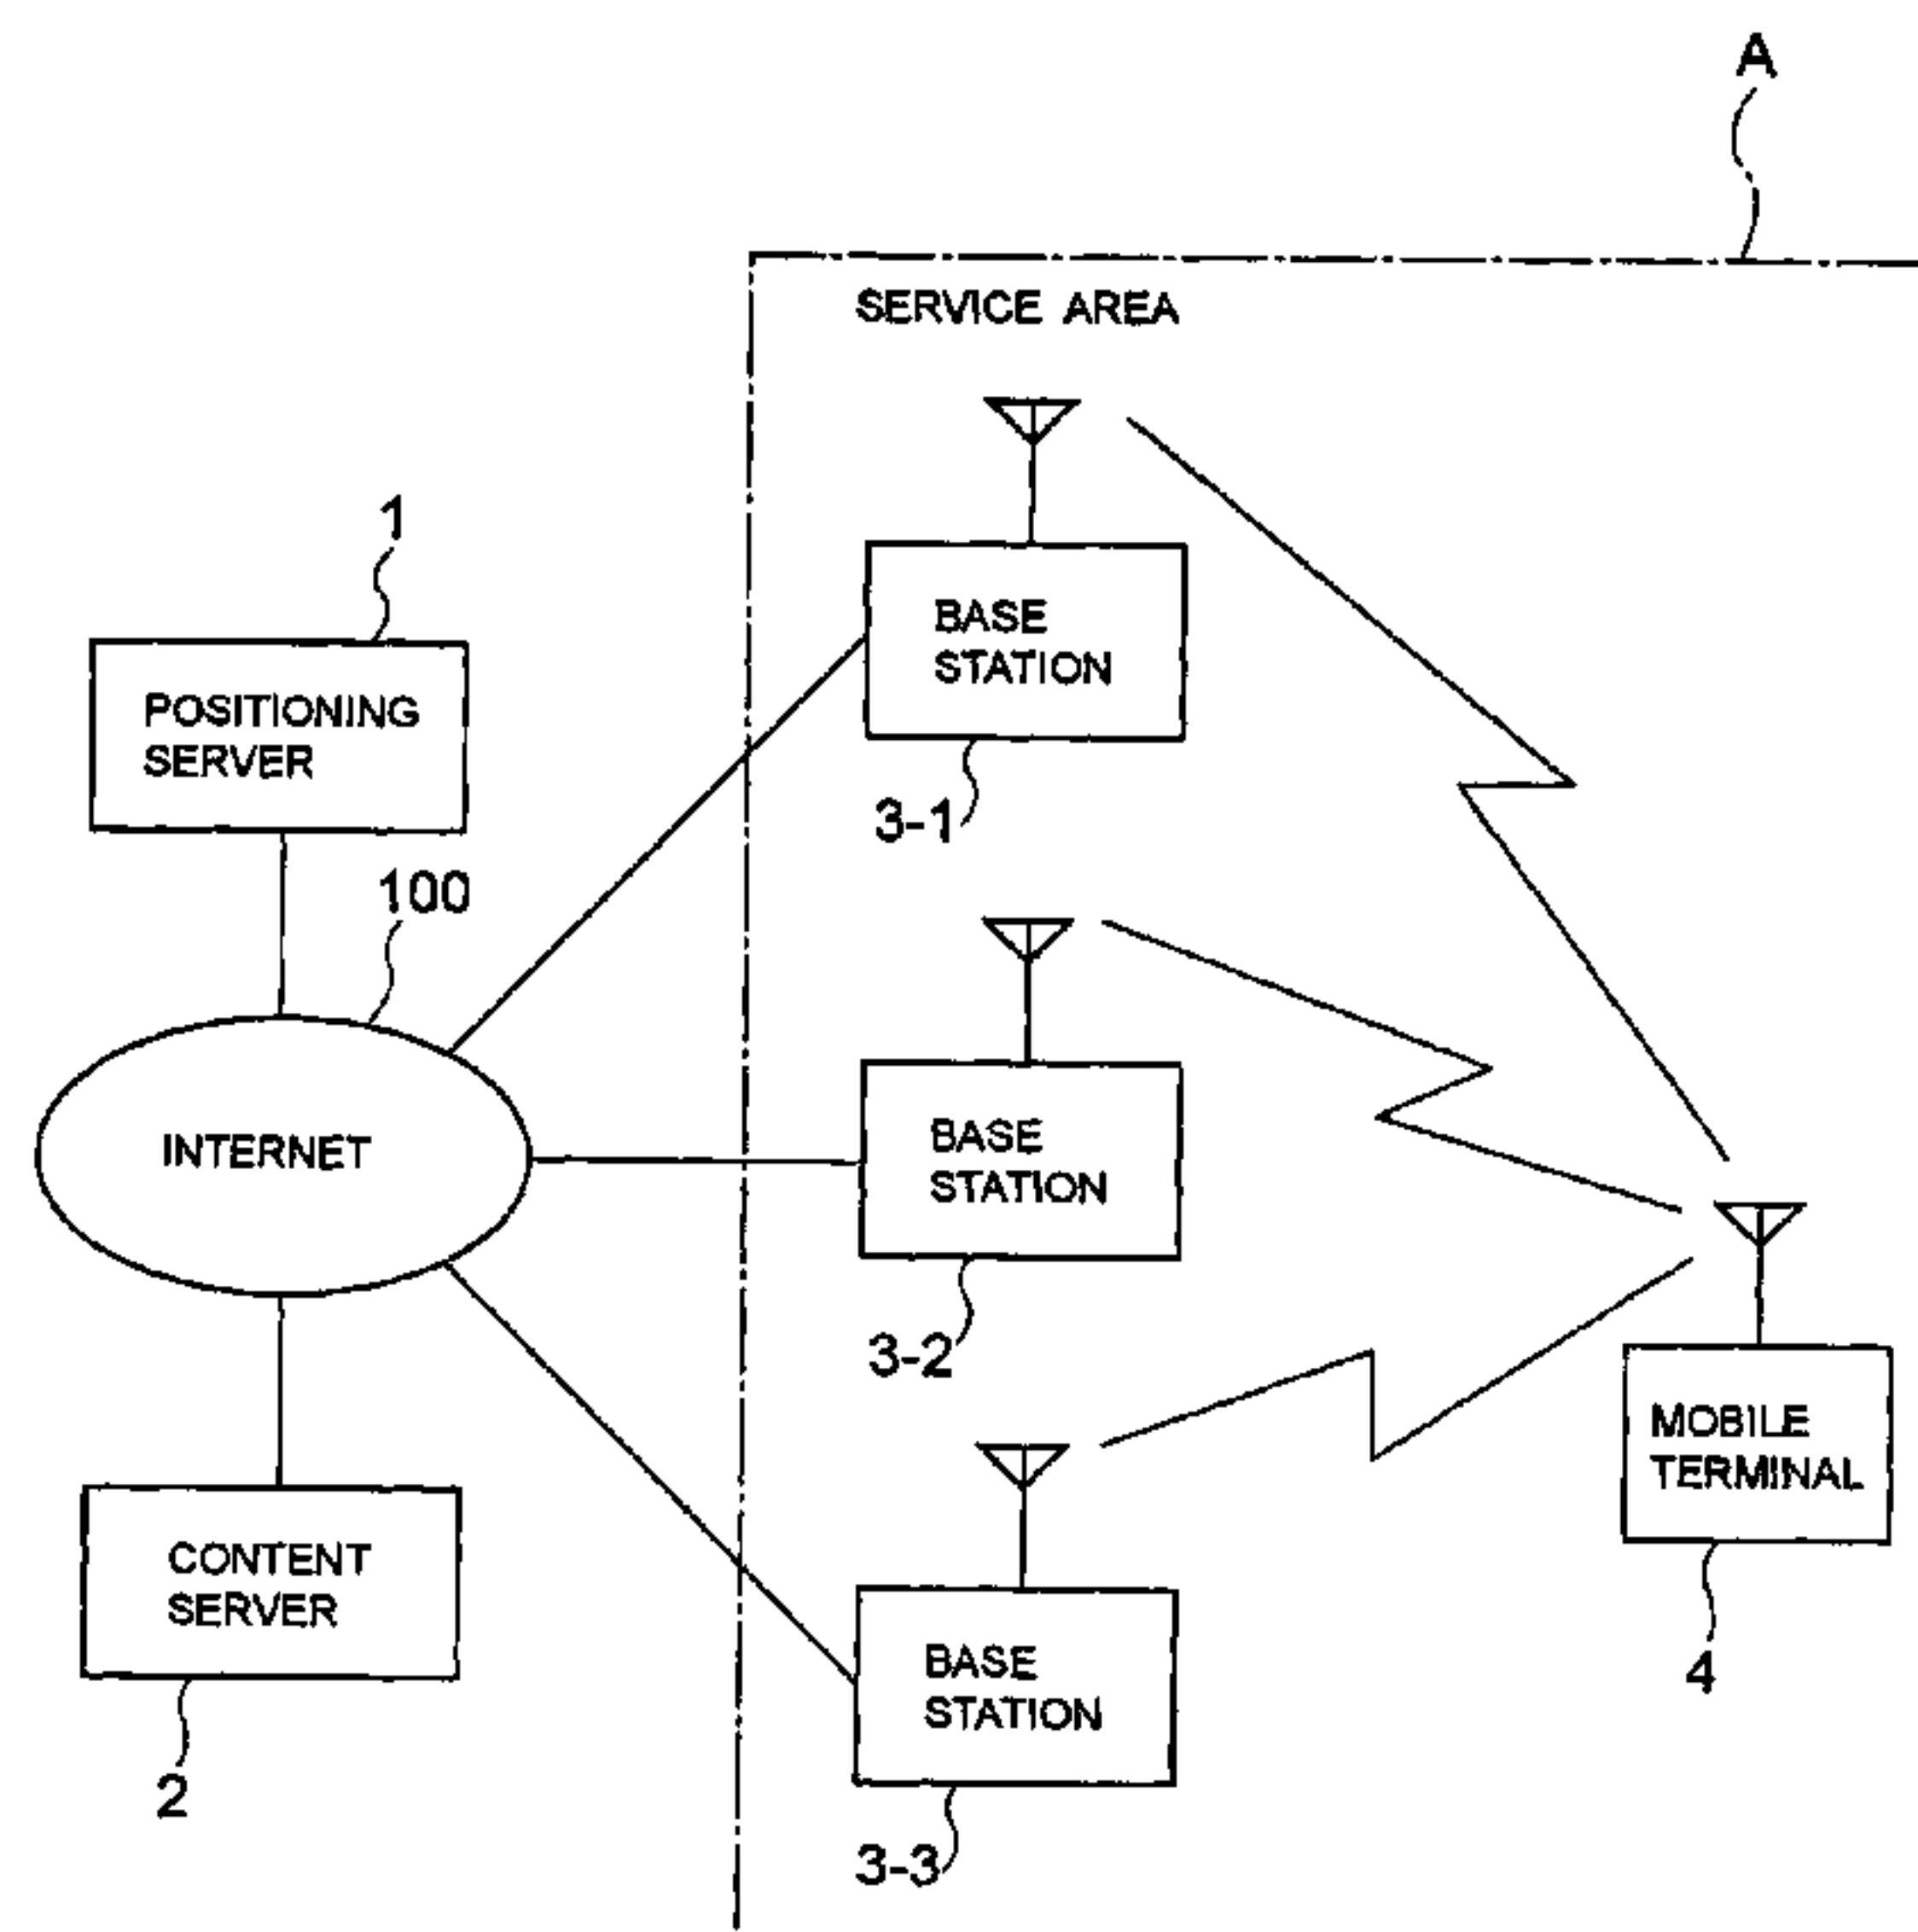 A
SERVICE AREA
1
BASE
STATION
POSITIONING
SERVER
3-1
100
BASE
STATION
INTERNET
3-2
MOBILE
TERMINAL
CONTENT
SERVER
BASE
STATION
4
2
3-3